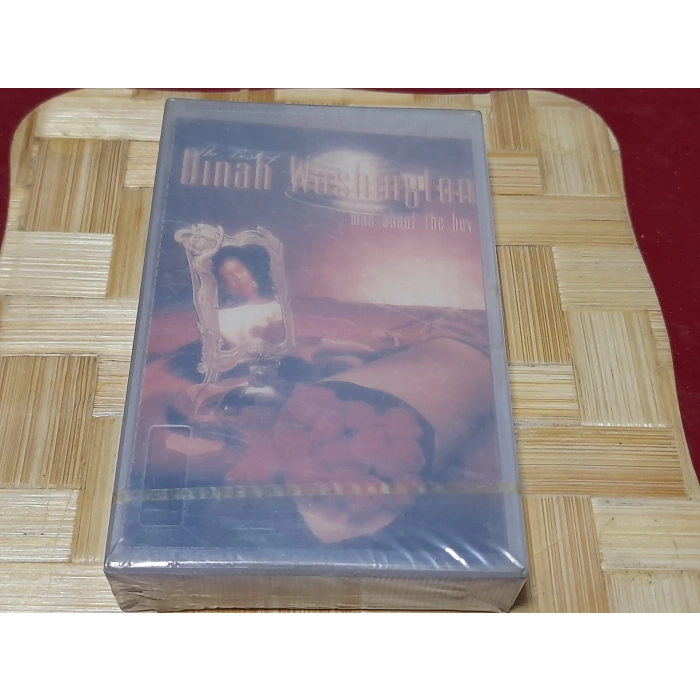 The Best of
Dinah Washington
mad about the boy